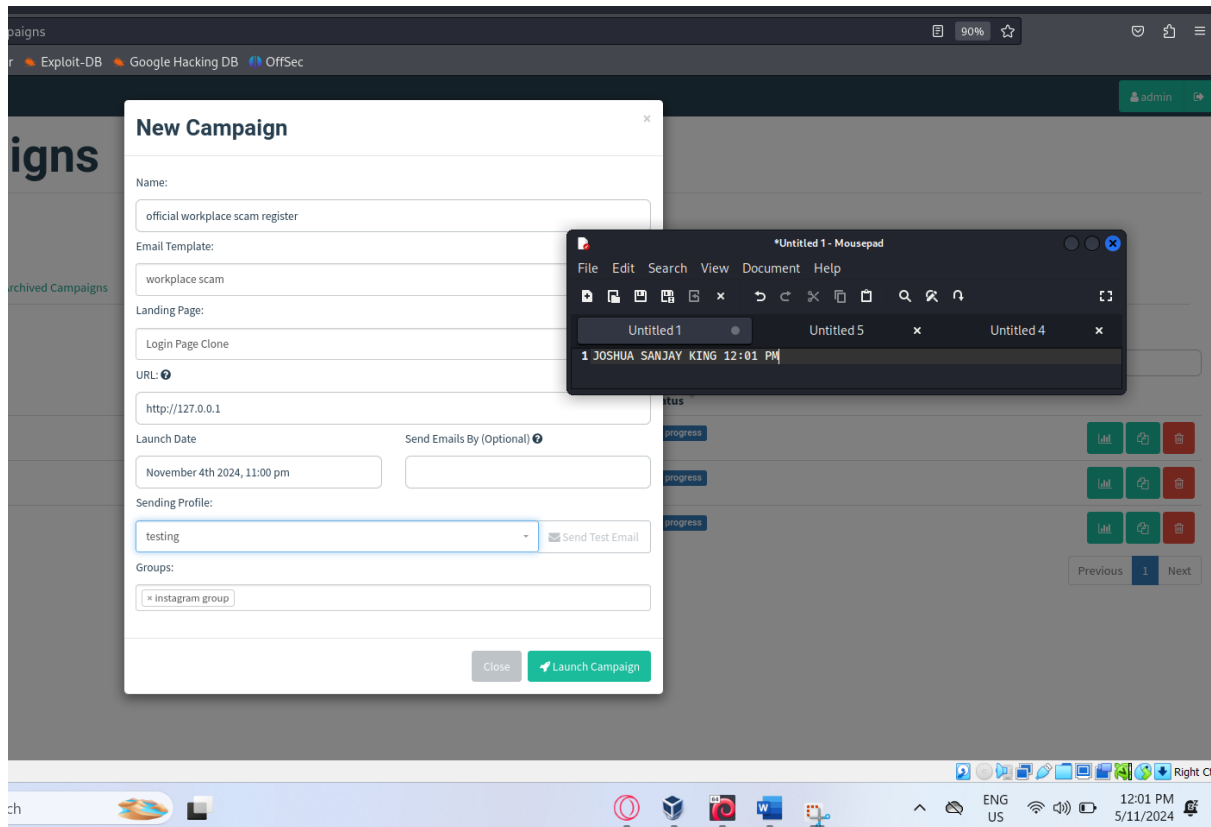 paigns
90%
r Exploit-DB Google Hacking DB OffSec
admin
igns
New Campaign
×
Name:
official workplace scam register
Email Template:
workplace scam
Landing Page:
Login Page Clone
URL:
http://127.0.0.1
Launch Date
Send Emails By (Optional)
November 4th 2024, 11:00 pm
Sending Profile:
testing
Send Test Email
Groups:
× instagram group
Close
Launch Campaign
rchived Campaigns
*Untitled 1 - Mousepad
File Edit Search View Document Help
Untitled 1
Untitled 5 ×
Untitled 4 ×
1 JOSHUA SANJAY KING 12:01 PM
atus
progress
progress
progress
Previous 1 Next
Right C
ch
ENG
US
12:01 PM
5/11/2024